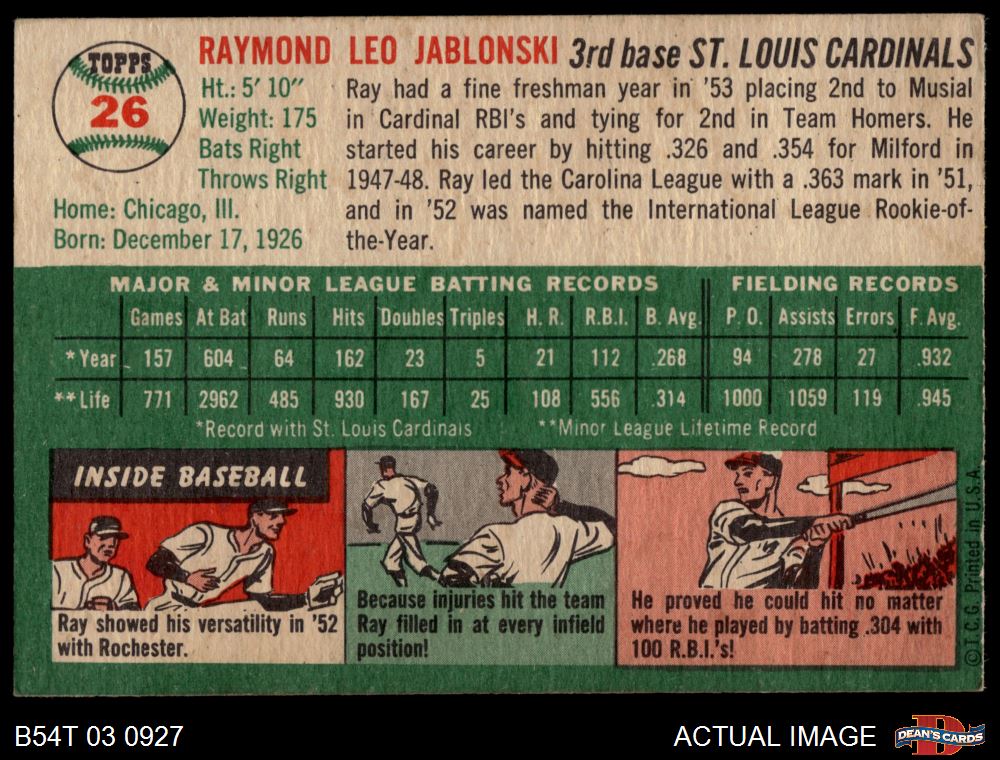 TOPPS
26
RAYMOND LEO JABLONSKI 3rd base ST. LOUIS CARDINALS
Ht.: 5' 10"
Weight: 175
Bats Right
Throws Right
Home: Chicago, Ill.
Born: December 17, 1926
Ray had a fine freshman year in '53 placing 2nd to Musial
in Cardinal RBI's and tying for 2nd in Team Homers. He
started his career by hitting .326 and .354 for Milford in
1947-48. Ray led the Carolina League with a .363 mark in '51,
and in '52 was named the International League Rookie-of-
the-Year.
MAJOR & MINOR LEAGUE BATTING RECORDS FIELDING RECORDS
Games At Bat Runs Hits Doubles Triples H. R. R.B.I. B. Avg. P. O. Assists Errors F. Avg.
*Year 157 604 64 162 23 5 21 112 .268 94 278 27 .932
**Life 771 2962 485 930 167 25 108 556 .314 1000 1059 119 .945
*Record with St. Louis Cardinals **Minor League Lifetime Record
INSIDE BASEBALL
Ray showed his versatility in '52
with Rochester.
Because injuries hit the team
Ray filled in at every infield
position!
He proved he could hit no matter
where he played by batting .304 with
100 R.B.I.'s!
© T.C.G. Printed in U.S.A.
B54T 03 0927
ACTUAL IMAGE
D
DEAN'S CARDS